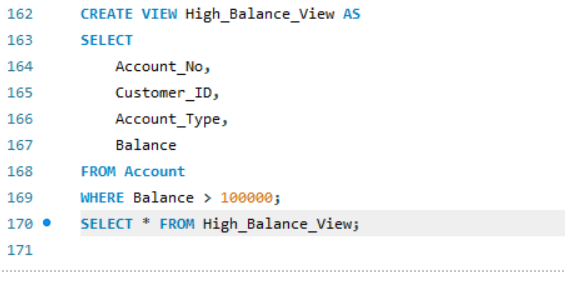 162 CREATE VIEW High_Balance_View AS
163 SELECT
164 Account_No,
165 Customer_ID,
166 Account_Type,
167 Balance
168 FROM Account
169 WHERE Balance > 100000;
170 SELECT * FROM High_Balance_View;
171